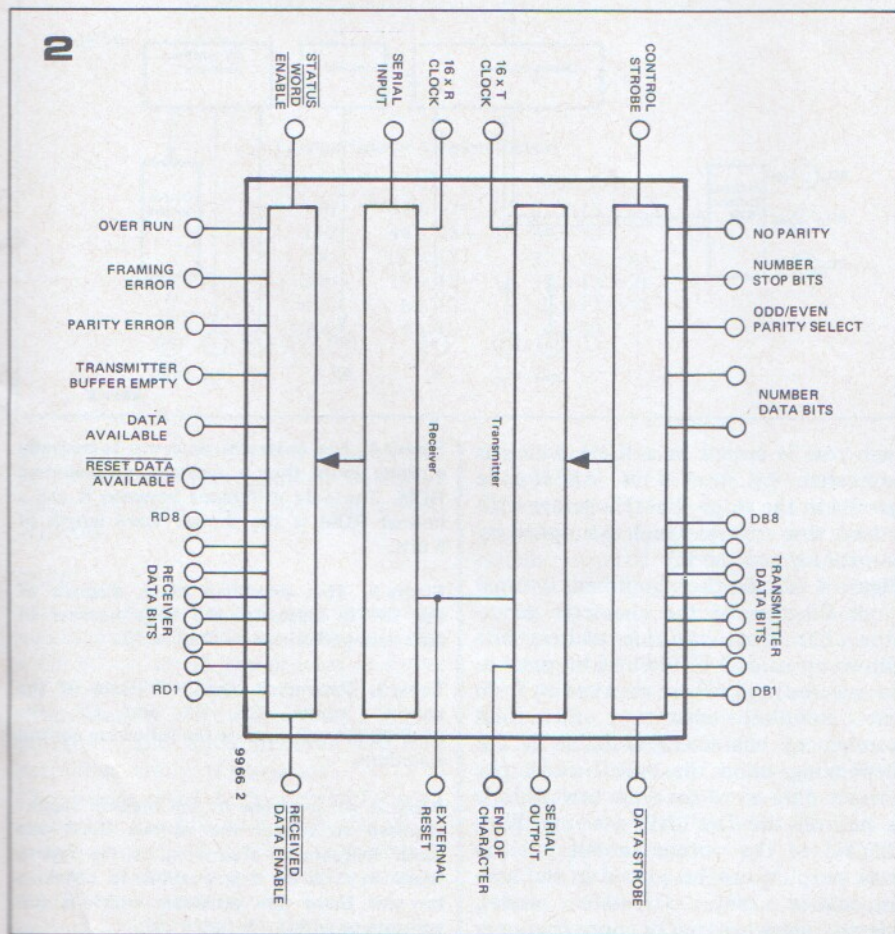 2
STATUS
WORD
ENABLE
SERIAL
INPUT
16 x R
CLOCK
16 x T
CLOCK
CONTROL
STROBE
OVER RUN
FRAMING
ERROR
PARITY ERROR
TRANSMITTER
BUFFER EMPTY
DATA
AVAILABLE
RESET DATA
AVAILABLE
RD8
RECEIVER
DATA BITS
RD1
Receiver
Transmitter
NO PARITY
NUMBER
STOP BITS
ODD/EVEN
PARITY SELECT
NUMBER
DATA BITS
DB8
TRANSMITTER
DATA BITS
DB1
9966 2
RECEIVED
DATA ENABLE
EXTERNAL
RESET
END OF
CHARACTER
SERIAL
OUTPUT
DATA STROBE